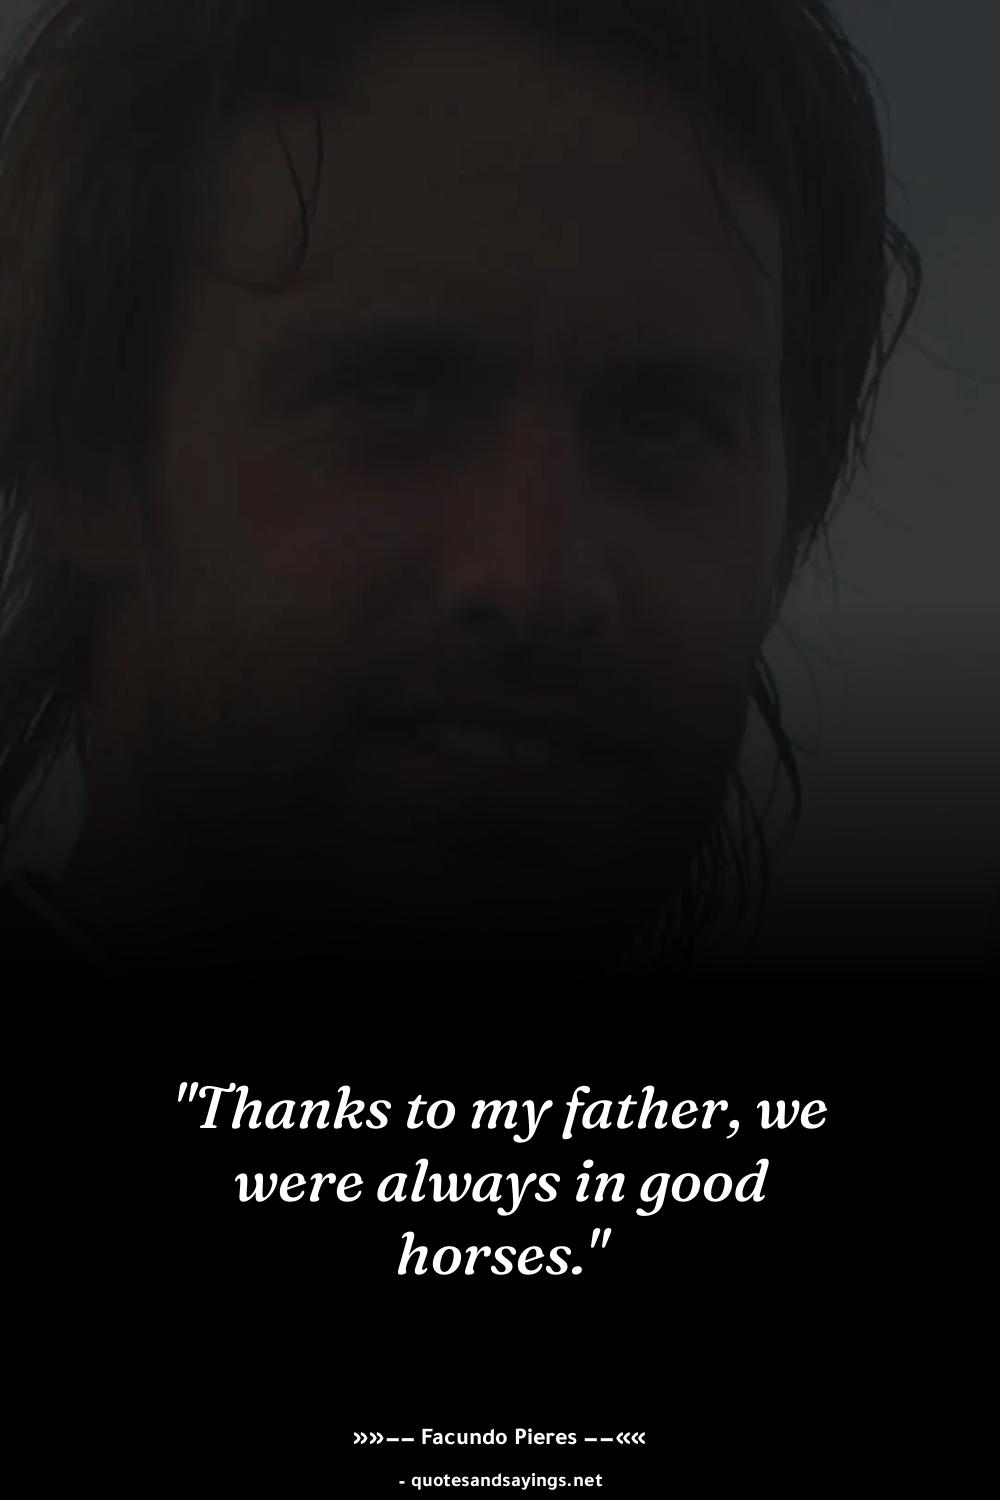 "Thanks to my father, we
were always in good
horses."
»»-- Facundo Pieres --««
- quotesandsayings.net